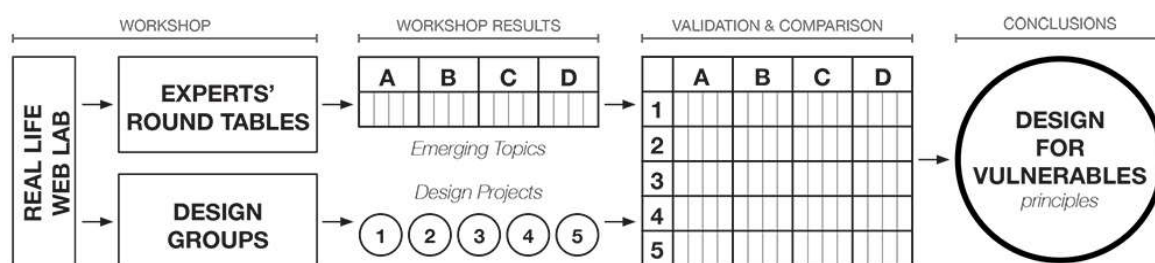 WORKSHOP
WORKSHOP RESULTS
VALIDATION & COMPARISON
CONCLUSIONS
REAL LIFE
WEB LAB
EXPERTS'
ROUND TABLES
DESIGN
GROUPS
A B C D
Emerging Topics
Design Projects
1 2 3 4 5
A B C D
1
2
3
4
5
DESIGN
FOR
VULNERABLES
principles